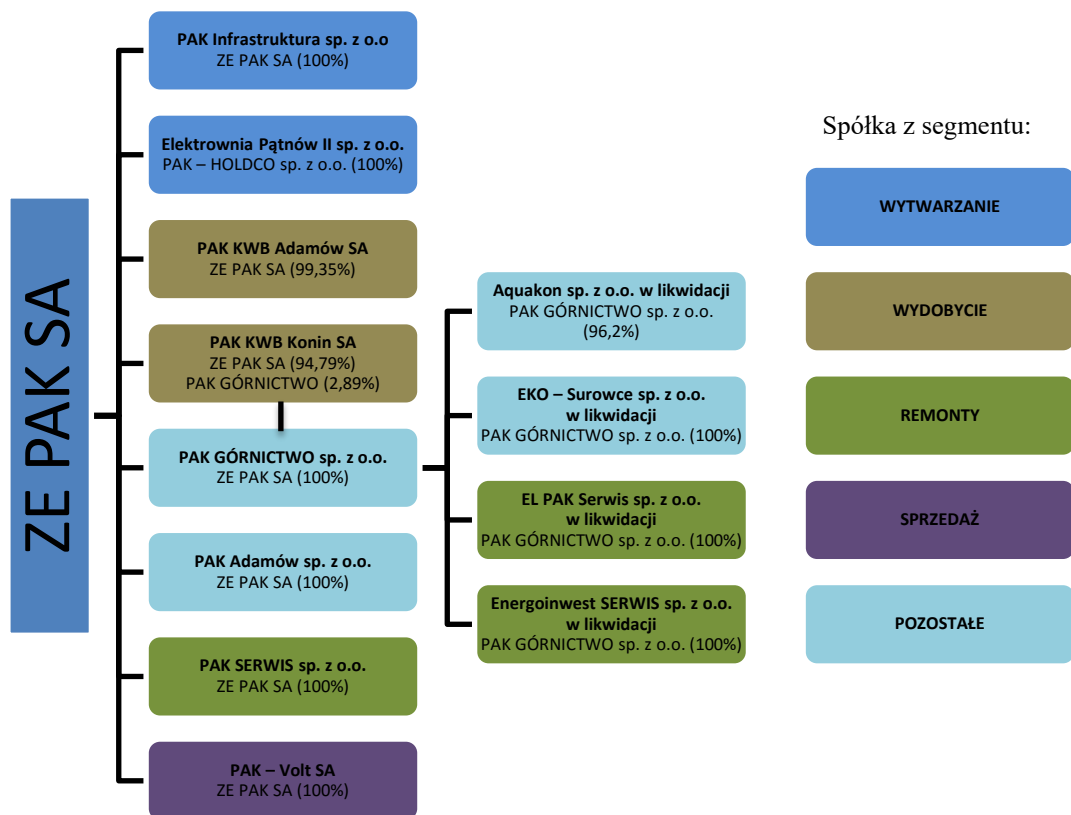 ZE PAK SA
PAK Infrastruktura sp. z o.o
ZE PAK SA (100%)
Elektrownia Pątnów II sp. z o.o.
PAK – HOLDCO sp. z o.o. (100%)
PAK KWB Adamów SA
ZE PAK SA (99,35%)
PAK KWB Konin SA
ZE PAK SA (94,79%)
PAK GÓRNICTWO (2,89%)
PAK GÓRNICTWO sp. z o.o.
ZE PAK SA (100%)
PAK Adamów sp. z o.o.
ZE PAK SA (100%)
PAK SERWIS sp. z o.o.
ZE PAK SA (100%)
PAK – Volt SA
ZE PAK SA (100%)
Aquakon sp. z o.o. w likwidacji
PAK GÓRNICTWO sp. z o.o.
(96,2%)
EKO – Surowce sp. z o.o.
w likwidacji
PAK GÓRNICTWO sp. z o.o. (100%)
EL PAK Serwis sp. z o.o.
w likwidacji
PAK GÓRNICTWO sp. z o.o. (100%)
Energoinwest SERWIS sp. z o.o.
w likwidacji
PAK GÓRNICTWO sp. z o.o. (100%)
Spółka z segmentu:
WYTWARZANIE
WYDOBYCIE
REMONTY
SPRZEDAŻ
POZOSTAŁE